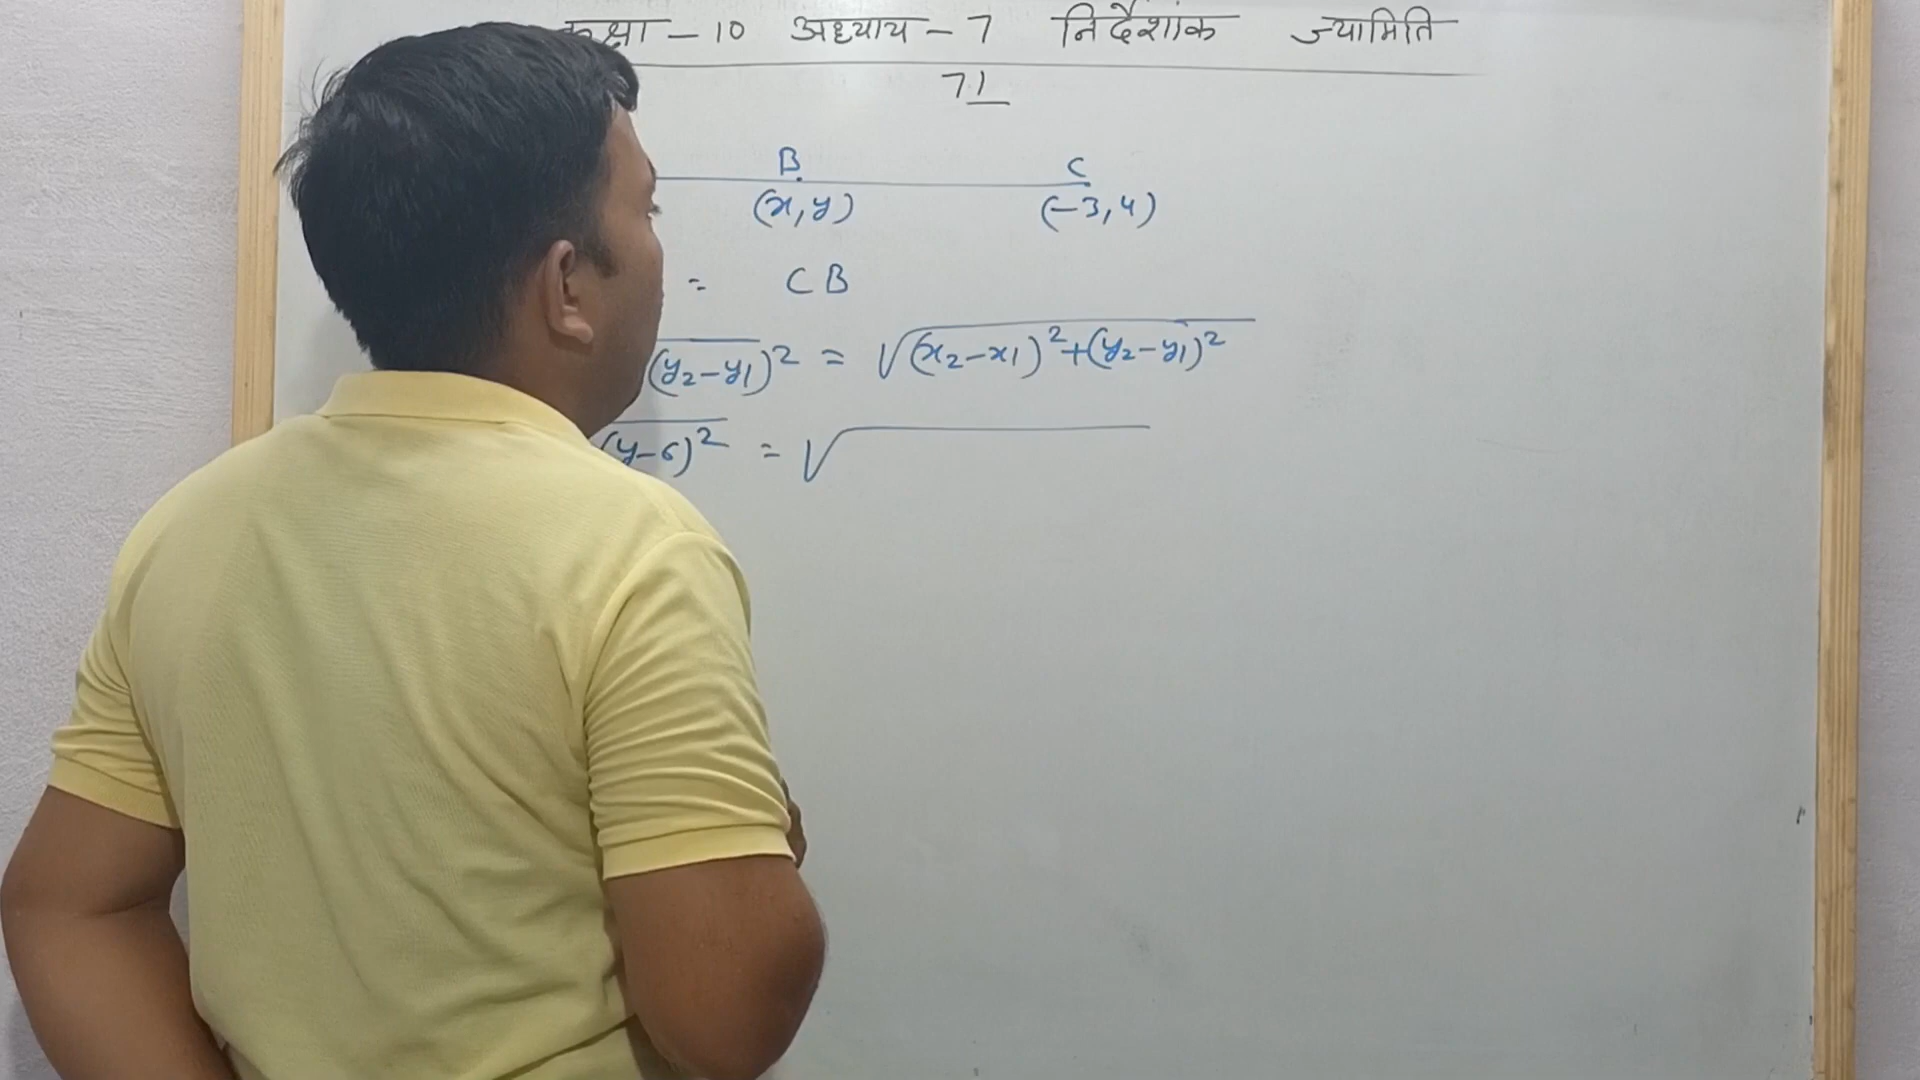 कक्षा – 10 अध्याय – 7 निर्देशांक ज्यामिति
7.1
B C
(x,y) (–3,4)
= CB
(y₂–y₁)² = √(x₂–x₁)²+(y₂–y₁)²
(y–6)² = √